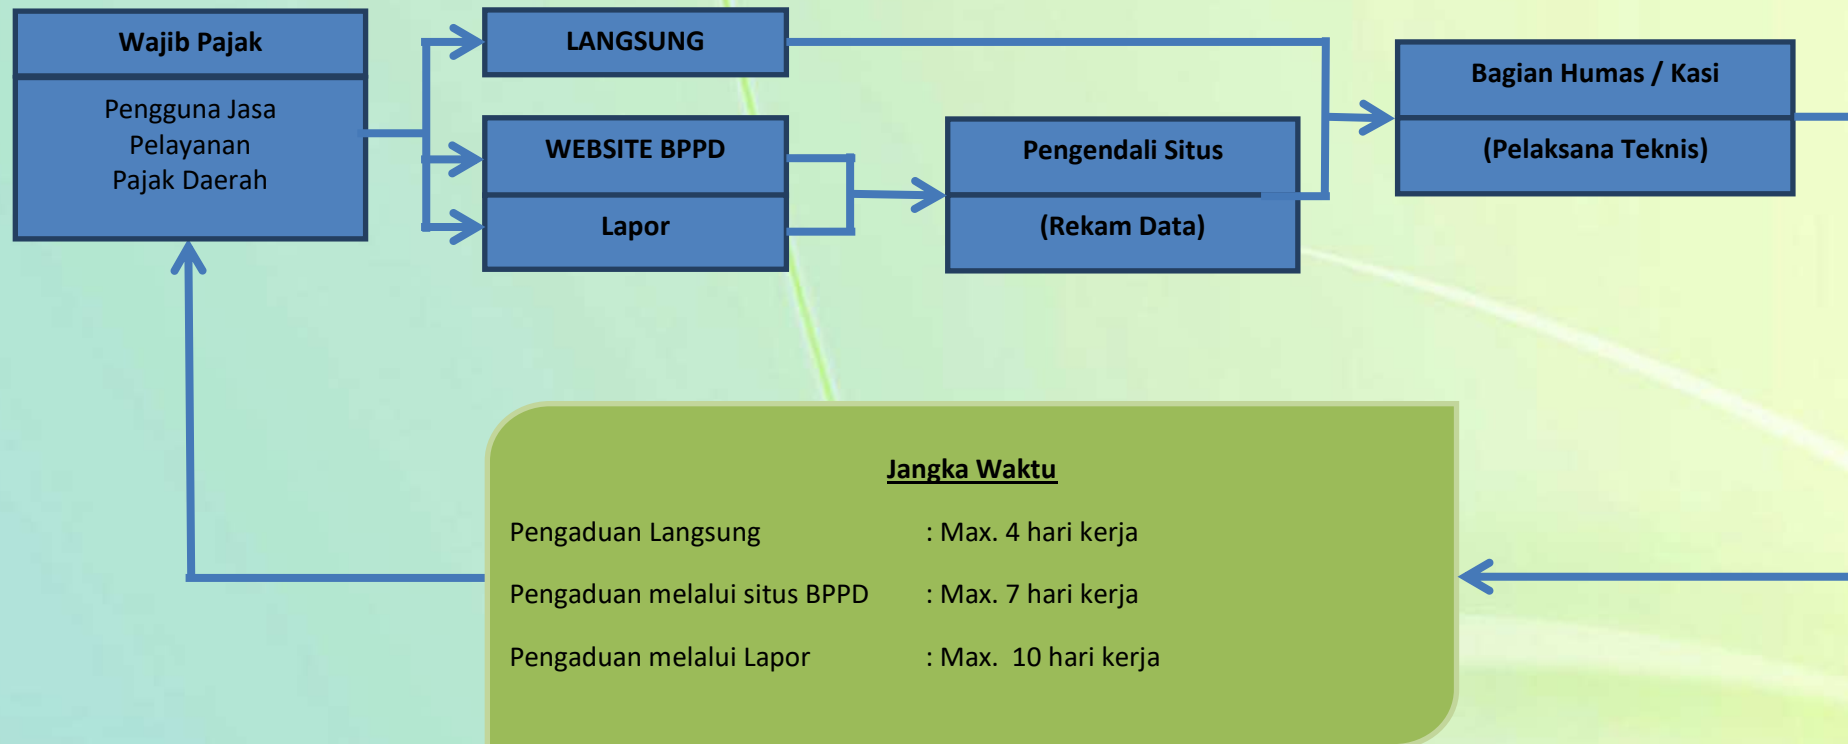 Wajib Pajak
Pengguna Jasa
Pelayanan
Pajak Daerah
LANGSUNG
WEBSITE BPPD
Lapor
Pengendali Situs
(Rekam Data)
Bagian Humas / Kasi
(Pelaksana Teknis)
Jangka Waktu
Pengaduan Langsung : Max. 4 hari kerja
Pengaduan melalui situs BPPD : Max. 7 hari kerja
Pengaduan melalui Lapor : Max. 10 hari kerja